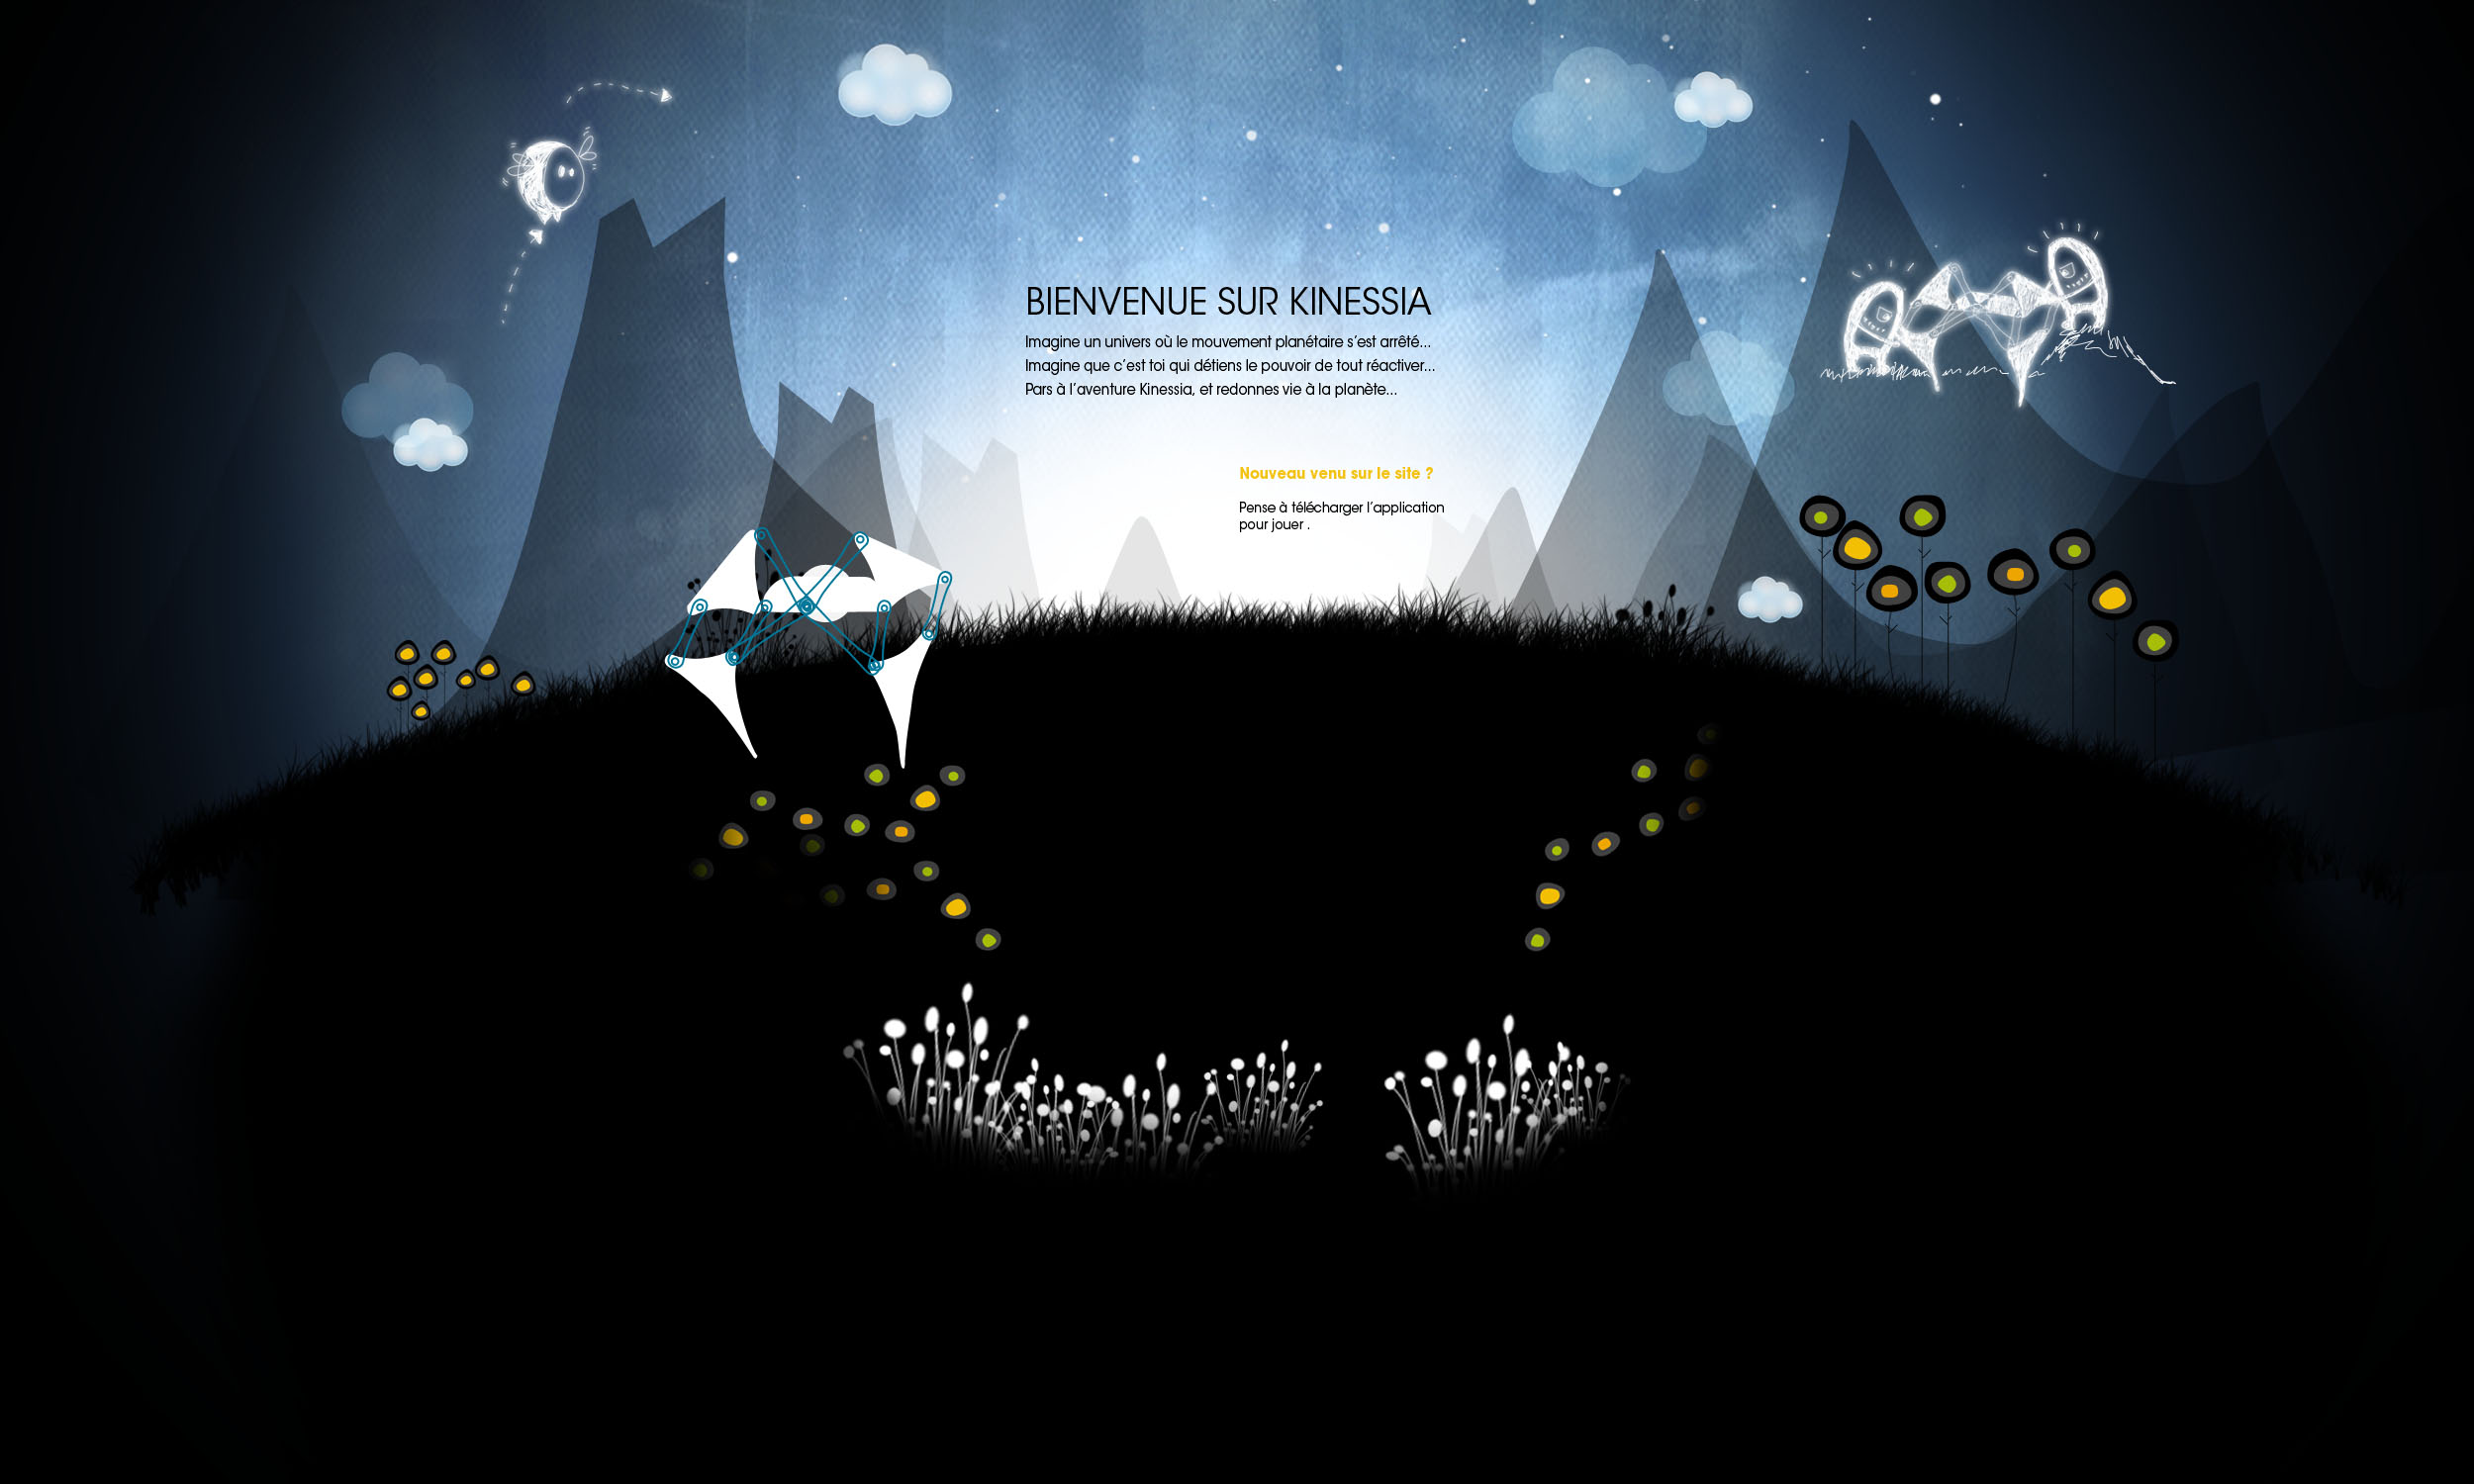 BIENVENUE SUR KINESSIA
Imagine un univers où le mouvement planétaire s'est arrêté...
Imagine que c'est toi qui détiens le pouvoir de tout réactiver...
Pars à l'aventure Kinessia, et redonnes vie à la planète...
Nouveau venu sur le site ?
Pense à télécharger l'application
pour jouer .